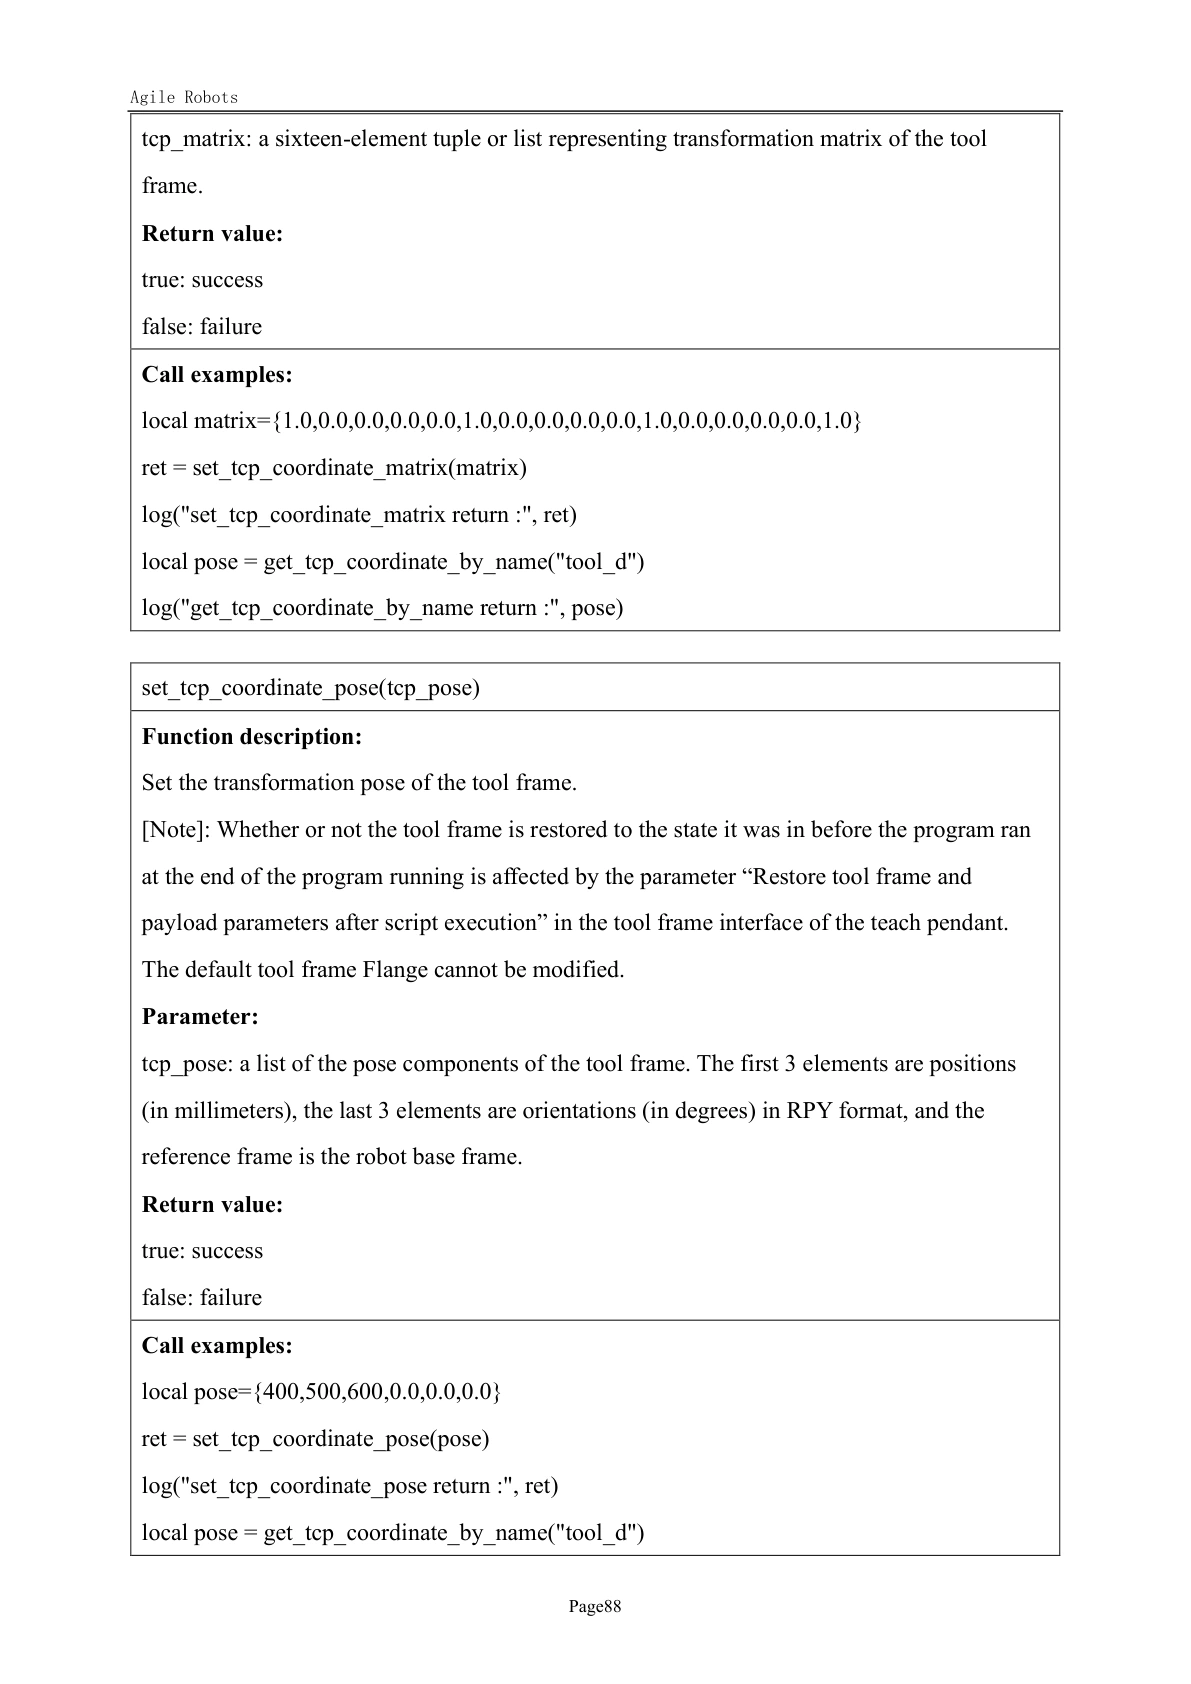 Agile Robots
tcp_matrix: a sixteen-element tuple or list representing transformation matrix of the tool
frame.
Return value:
true: success
false: failure
Call examples:
local matrix={1.0,0.0,0.0,0.0,0.0,1.0,0.0,0.0,0.0,0.0,1.0,0.0,0.0,0.0,0.0,1.0}
ret = set_tcp_coordinate_matrix(matrix)
log("set_tcp_coordinate_matrix return :", ret)
local pose = get_tcp_coordinate_by_name("tool_d")
log("get_tcp_coordinate_by_name return :", pose)
set_tcp_coordinate_pose(tcp_pose)
Function description:
Set the transformation pose of the tool frame.
[Note]: Whether or not the tool frame is restored to the state it was in before the program ran
at the end of the program running is affected by the parameter “Restore tool frame and
payload parameters after script execution” in the tool frame interface of the teach pendant.
The default tool frame Flange cannot be modified.
Parameter:
tcp_pose: a list of the pose components of the tool frame. The first 3 elements are positions
(in millimeters), the last 3 elements are orientations (in degrees) in RPY format, and the
reference frame is the robot base frame.
Return value:
true: success
false: failure
Call examples:
local pose={400,500,600,0.0,0.0,0.0}
ret = set_tcp_coordinate_pose(pose)
log("set_tcp_coordinate_pose return :", ret)
local pose = get_tcp_coordinate_by_name("tool_d")
Page88